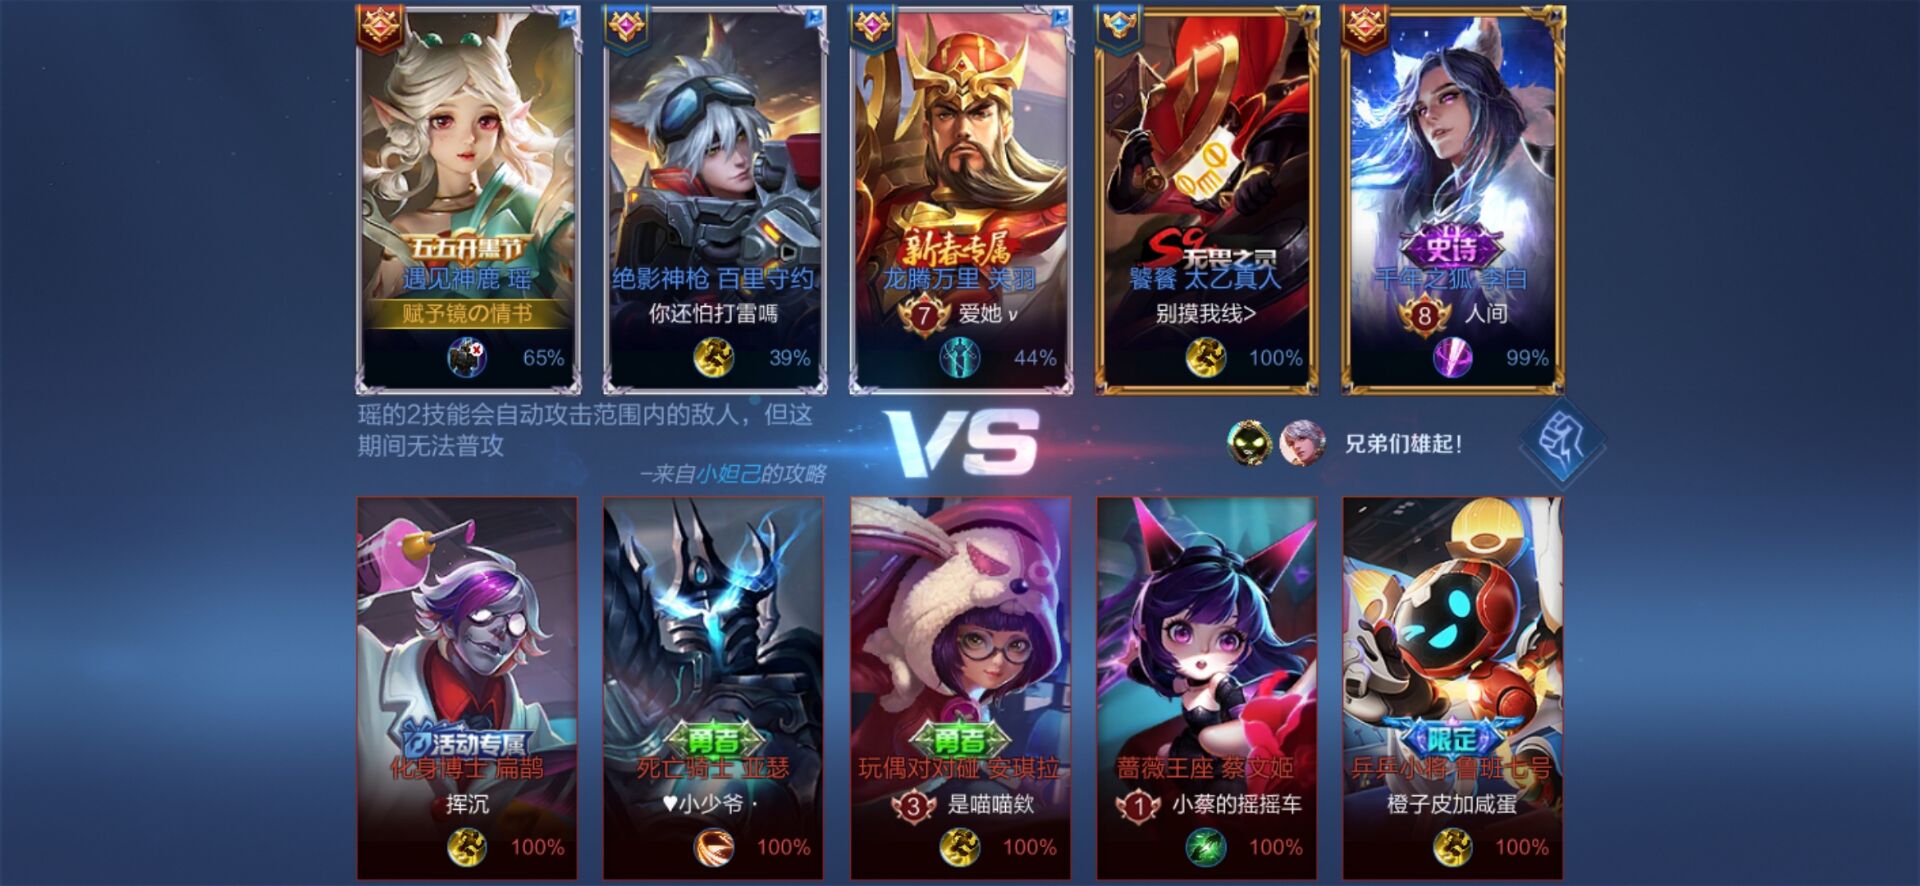 五五开黑节
遇见神鹿 瑶
赋予镜の情书
65%
绝影神枪 百里守约
你还怕打雷嗎
39%
新春专属
龙腾万里 关羽
7 爱她ν
44%
S9
无畏之灵
饕餮 太乙真人
别摸我线>
100%
史诗
千年之狐 李白
8 人间
99%
瑶的2技能会自动攻击范围内的敌人，但这
期间无法普攻
–来自小妲己的攻略
VS
兄弟们雄起！
活动专属
化身博士 扁鹊
挥沉
100%
勇者
死亡骑士 亚瑟
♥小少爷·
100%
勇者
玩偶对对碰 安琪拉
3 是喵喵欸
100%
蔷薇王座 蔡文姬
1 小蔡的摇摇车
100%
限定
乒乒小将 鲁班七号
橙子皮加咸蛋
100%